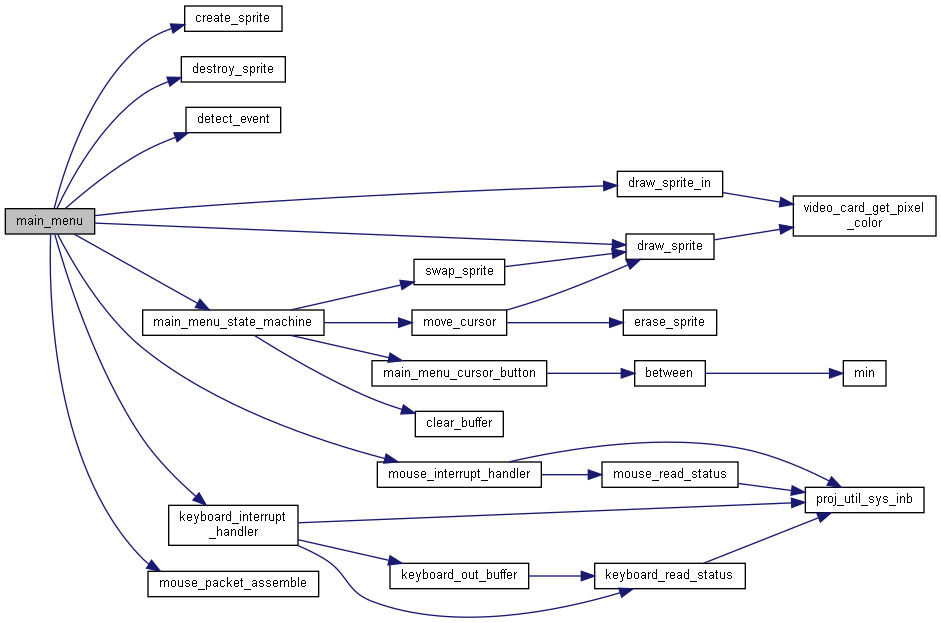 create_sprite
destroy_sprite
detect_event
draw_sprite_in
video_card_get_pixel
_color
main_menu
draw_sprite
swap_sprite
main_menu_state_machine
move_cursor
erase_sprite
main_menu_cursor_button
between
min
clear_buffer
mouse_interrupt_handler
mouse_read_status
proj_util_sys_inb
keyboard_interrupt
_handler
keyboard_out_buffer
keyboard_read_status
mouse_packet_assemble